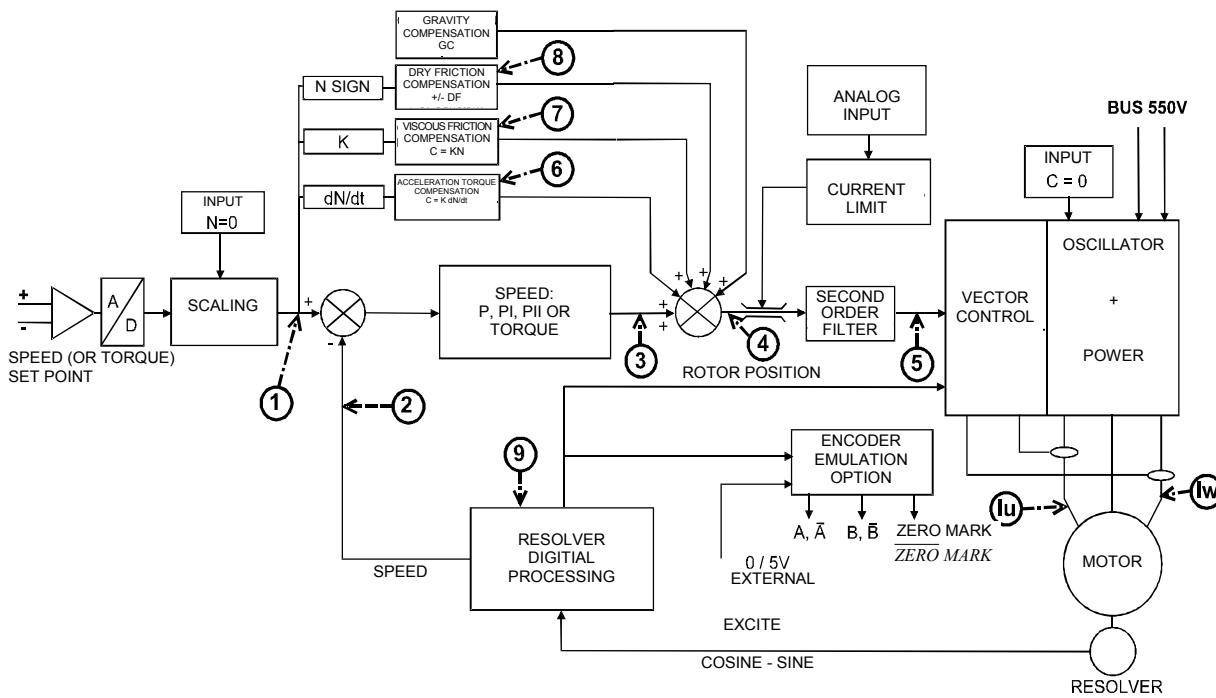 GRAVITY
COMPENSATION
GC
8
N SIGN
DRY FRICTION
COMPENSATION
+/- DF
7
K
VISCOUS FRICTION
COMPENSATION
C = KN
6
dN/dt
ACCELERATION TORQUE
COMPENSATION
C = K dN/dt
ANALOG
INPUT
CURRENT
LIMIT
BUS 550V
INPUT
C = 0
INPUT
N=0
+
-
A
D
SCALING
+
-
SPEED:
P, PI, PII OR
TORQUE
+
+
+
+
+
+
SECOND
ORDER
FILTER
VECTOR
CONTROL
OSCILLATOR
+
POWER
SPEED (OR TORQUE)
SET POINT
1
2
3
4
5
ROTOR POSITION
9
ENCODER
EMULATION
OPTION
Iu
Iw
A, Ā
B, B̄
ZERO MARK
Z̅E̅R̅O̅ M̅A̅R̅K̅
RESOLVER
DIGITIAL
PROCESSING
SPEED
0 / 5V
EXTERNAL
MOTOR
EXCITE
COSINE - SINE
RESOLVER